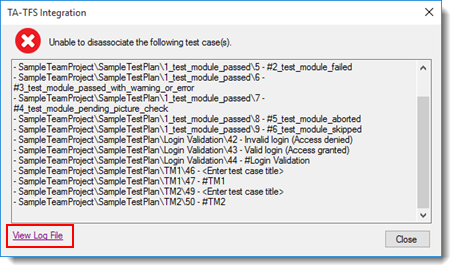 TA-TFS Integration
Unable to disassociate the following test case(s).
- SampleTeamProject\SampleTestPlan\1_test_module_passed\5 - #2_test_module_failed
- SampleTeamProject\SampleTestPlan\1_test_module_passed\6 -
#3_test_module_passed_with_warning_or_error
- SampleTeamProject\SampleTestPlan\1_test_module_passed\7 -
#4_test_module_pending_picture_check
- SampleTeamProject\SampleTestPlan\1_test_module_passed\8 - #5_test_module_aborted
- SampleTeamProject\SampleTestPlan\1_test_module_passed\9 - #6_test_module_skipped
- SampleTeamProject\SampleTestPlan\Login Validation\42 - Invalid login (Access denied)
- SampleTeamProject\SampleTestPlan\Login Validation\43 - Valid login (Access granted)
- SampleTeamProject\SampleTestPlan\Login Validation\44 - #Login Validation
- SampleTeamProject\SampleTestPlan\TM1\46 - <Enter test case title>
- SampleTeamProject\SampleTestPlan\TM1\47 - #TM1
- SampleTeamProject\SampleTestPlan\TM2\49 - <Enter test case title>
- SampleTeamProject\SampleTestPlan\TM2\50 - #TM2
View Log File
Close